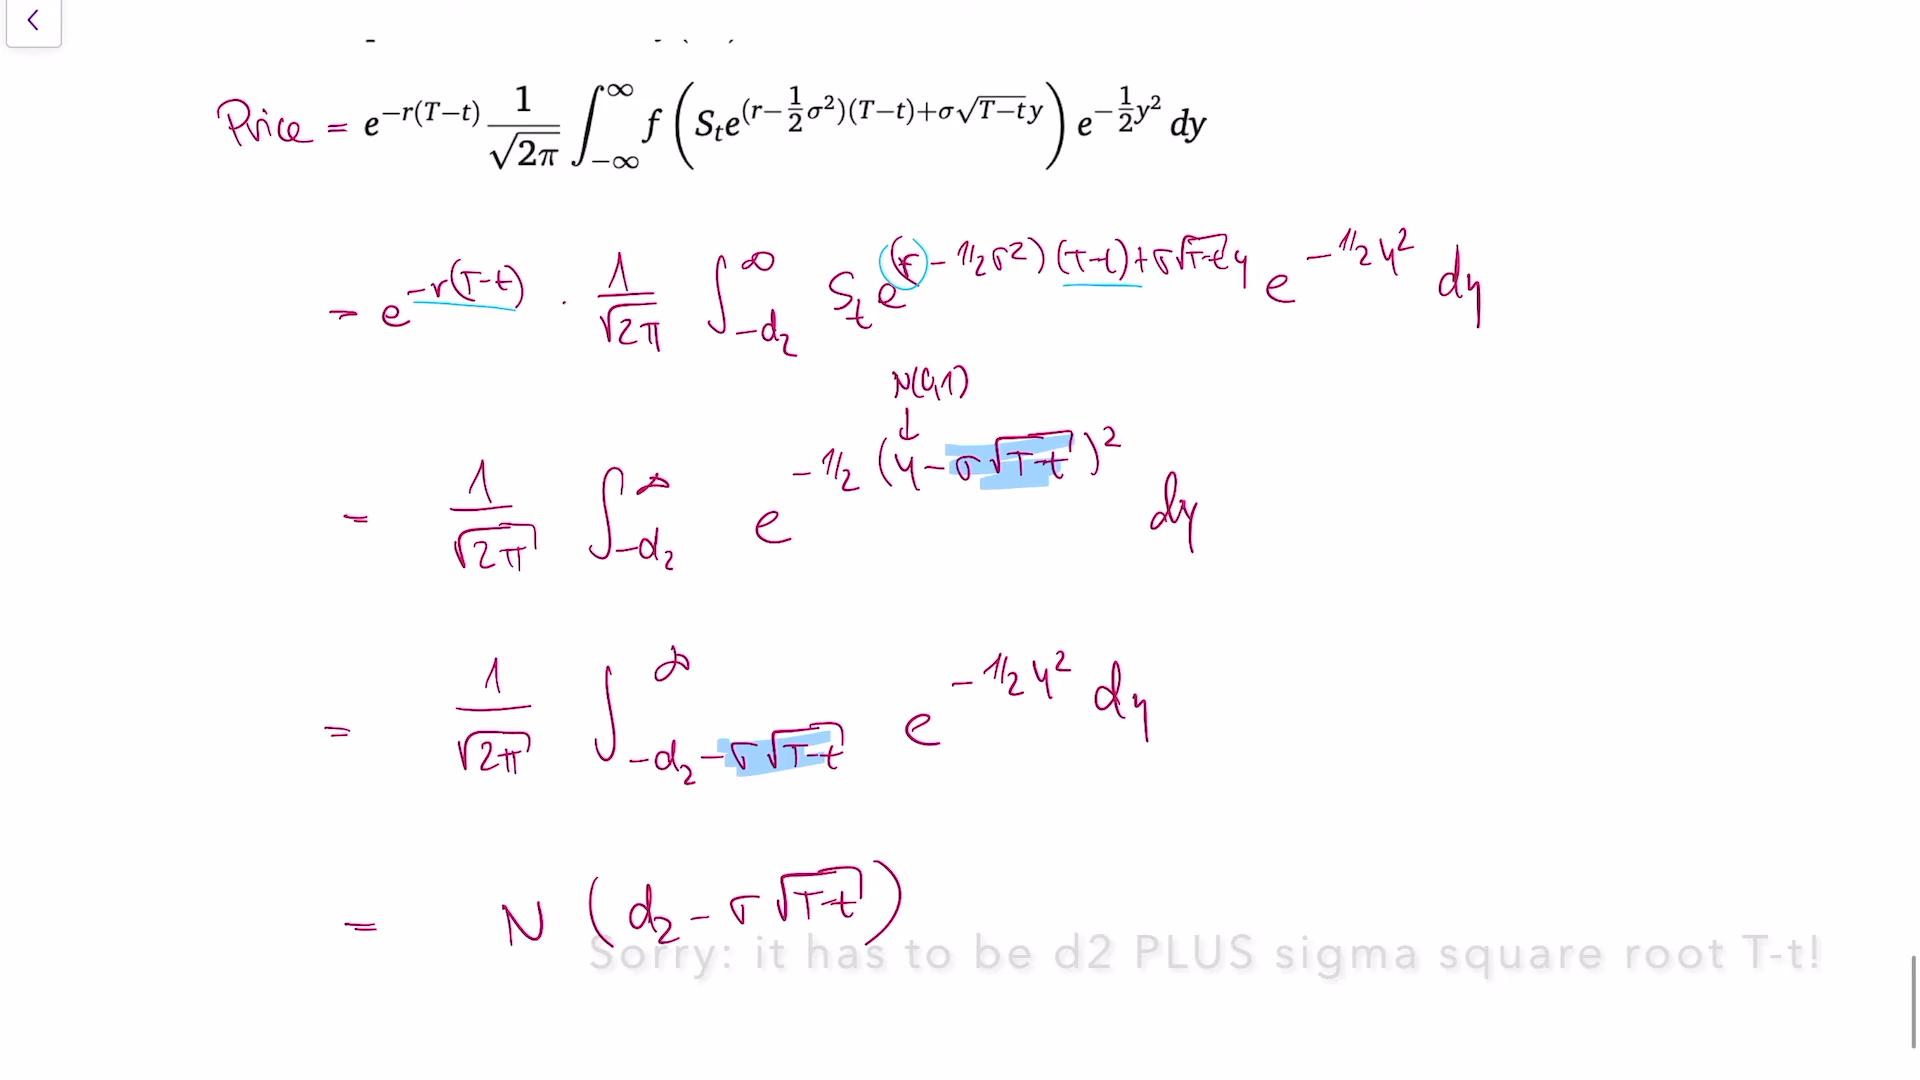 Price = e^{-r(T-t)} \frac{1}{\sqrt{2\pi}} \int_{-\infty}^{\infty} f\left(S_t e^{(r-\frac{1}{2}\sigma^2)(T-t)+\sigma\sqrt{T-t}y}\right) e^{-\frac{1}{2}y^2} dy
= e^{-r(T-t)} \cdot \frac{1}{\sqrt{2\pi}} \int_{-d_2}^{\infty} S_t e^{(r-1/2\sigma^2)(T-t)+\sigma\sqrt{T-t}y} e^{-1/2y^2} dy
N(0,1)
↓
= \frac{1}{\sqrt{2\pi}} \int_{-d_2}^{\infty} e^{-1/2(y-\sigma\sqrt{T-t})^2} dy
= \frac{1}{\sqrt{2\pi}} \int_{-d_2-\sigma\sqrt{T-t}}^{\infty} e^{-1/2y^2} dy
= N(d_2-\sigma\sqrt{T-t})
Sorry: it has to be d2 PLUS sigma square root T-t!